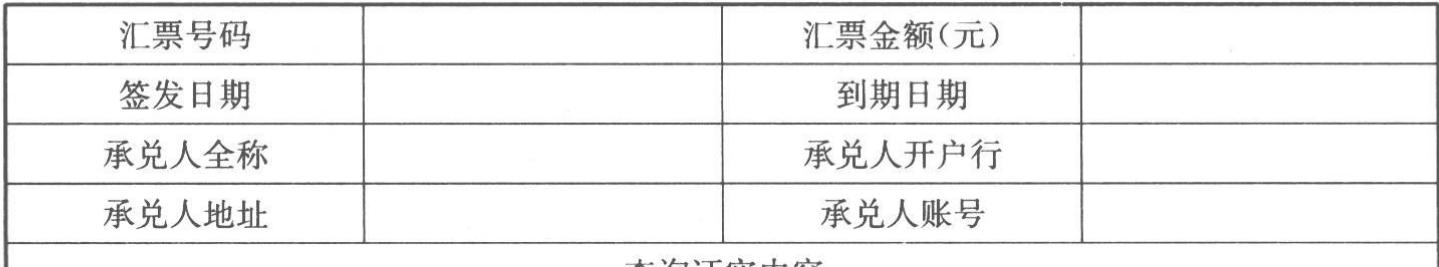 汇票号码 汇票金额(元)
签发日期 到期日期
承兑人全称 承兑人开户行
承兑人地址 承兑人账号